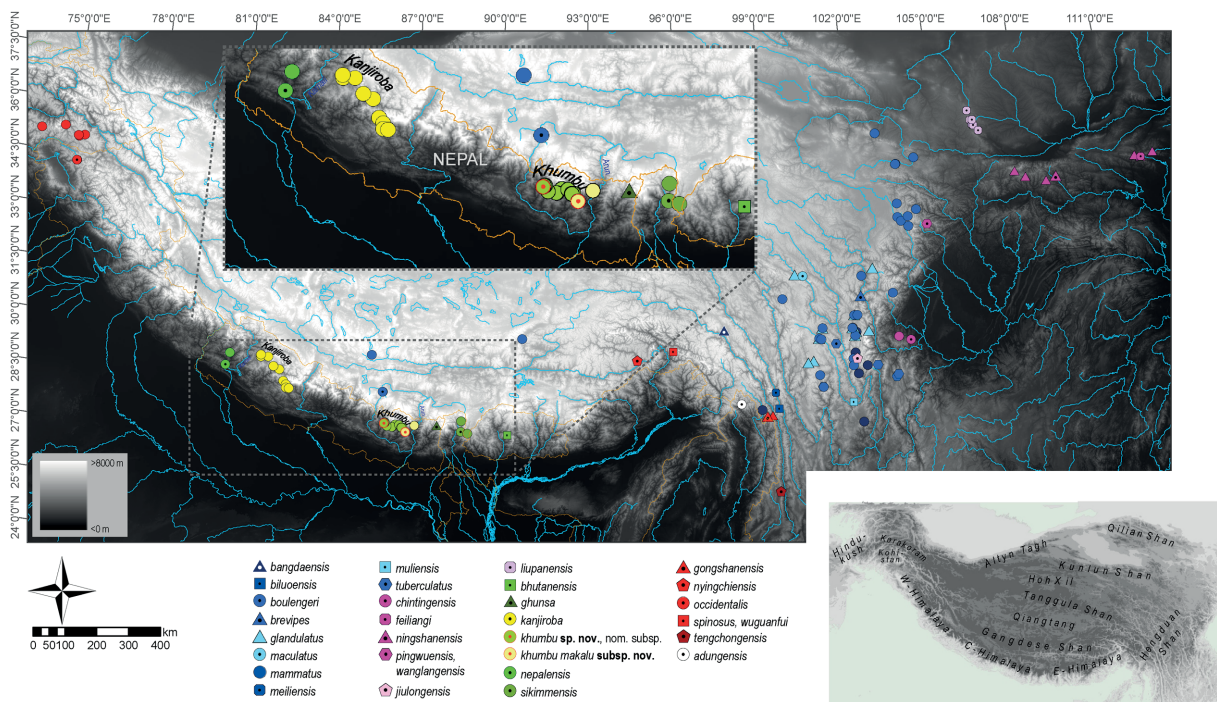 75°0'0"E 78°0'0"E 81°0'0"E 84°0'0"E 87°0'0"E 90°0'0"E 93°0'0"E 96°0'0"E 99°0'0"E 102°0'0"E 105°0'0"E 108°0'0"E 111°0'0"E
37°30'0"N
36°0'0"N
34°30'0"N
33°0'0"N
31°30'0"N
30°0'0"N
28°30'0"N
27°0'0"N
25°30'0"N
24°0'0"N
Kanjiroba
NEPAL
Arun
Khumbu
Kanjiroba
Khumbu
>8000 m
<0 m
0 50 100 200 300 400 km
bangdaensis
biluoensis
boulengeri
brevipes
glandulatus
maculatus
mammatus
meiliensis
muliensis
tuberculatus
chintingensis
feiliangi
ningshanensis
pingwuensis,
wanglangensis
jiulongensis
liupanensis
bhutanensis
ghunsa
kanjiroba
khumbu sp. nov., nom. subsp.
khumbu makalu subsp. nov.
nepalensis
sikimmensis
gongshanensis
nyingchiensis
occidentalis
spinosus, wuguanfui
tengchongensis
adungensis
Hindu-
kush
Karakoram
Kohi-
stan
W-Himalaya
C-Himalaya
E-Himalaya
Allyn Tagh
Qilian Shan
Kunlun Shan
Hoh Xil
Tanggula Shan
Qiangtang
Gangdese Shan
Hengduan
Shan